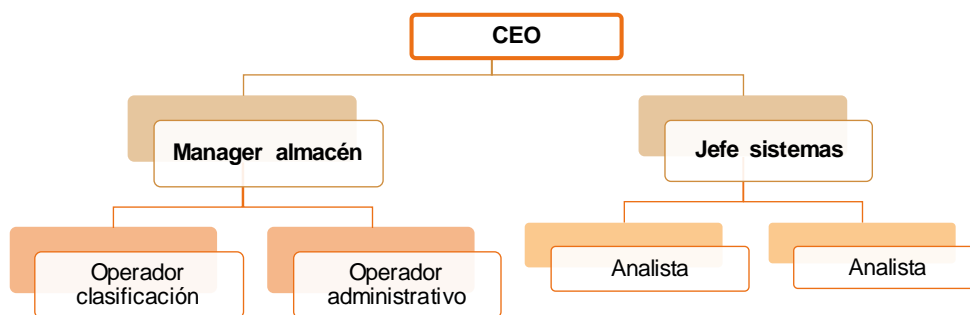 CEO
Manager almacén
Jefe sistemas
Operador
clasificación
Operador
administrativo
Analista
Analista